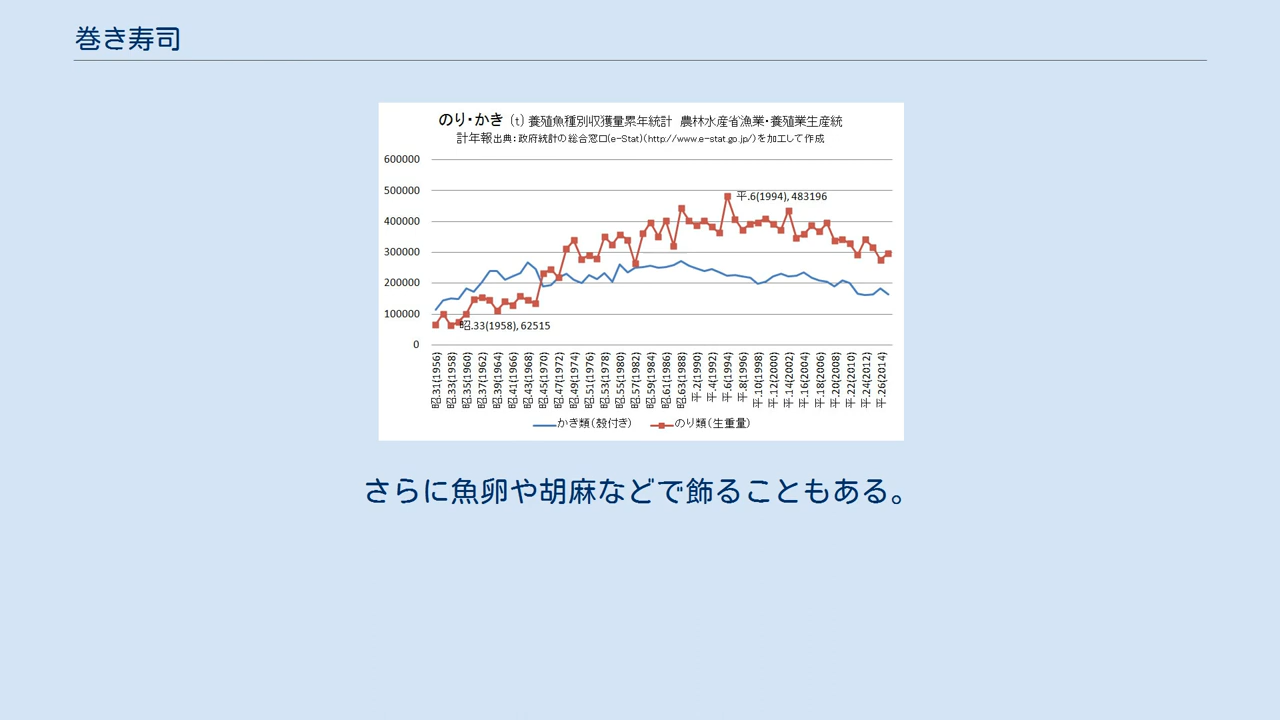 巻き寿司
のり・かき (t) 養殖魚種別収獲量累年統計 農林水産省漁業・養殖業生産統
計年報出典:政府統計の総合窓口(e-Stat)(http://www.e-stat.go.jp/)を加工して作成
600000
500000
400000
300000
200000
100000
0
平.6(1994), 483196
昭.33(1958), 62515
昭.31(1956)
昭.33(1958)
昭.35(1960)
昭.37(1962)
昭.39(1964)
昭.41(1966)
昭.43(1968)
昭.45(1970)
昭.47(1972)
昭.49(1974)
昭.51(1976)
昭.53(1978)
昭.55(1980)
昭.57(1982)
昭.59(1984)
昭.61(1986)
昭.63(1988)
平.2(1990)
平.4(1992)
平.6(1994)
平.8(1996)
平.10(1998)
平.12(2000)
平.14(2002)
平.16(2004)
平.18(2006)
平.20(2008)
平.22(2010)
平.24(2012)
平.26(2014)
かき類(殻付き)
のり類(生重量)
さらに魚卵や胡麻などで飾ることもある。